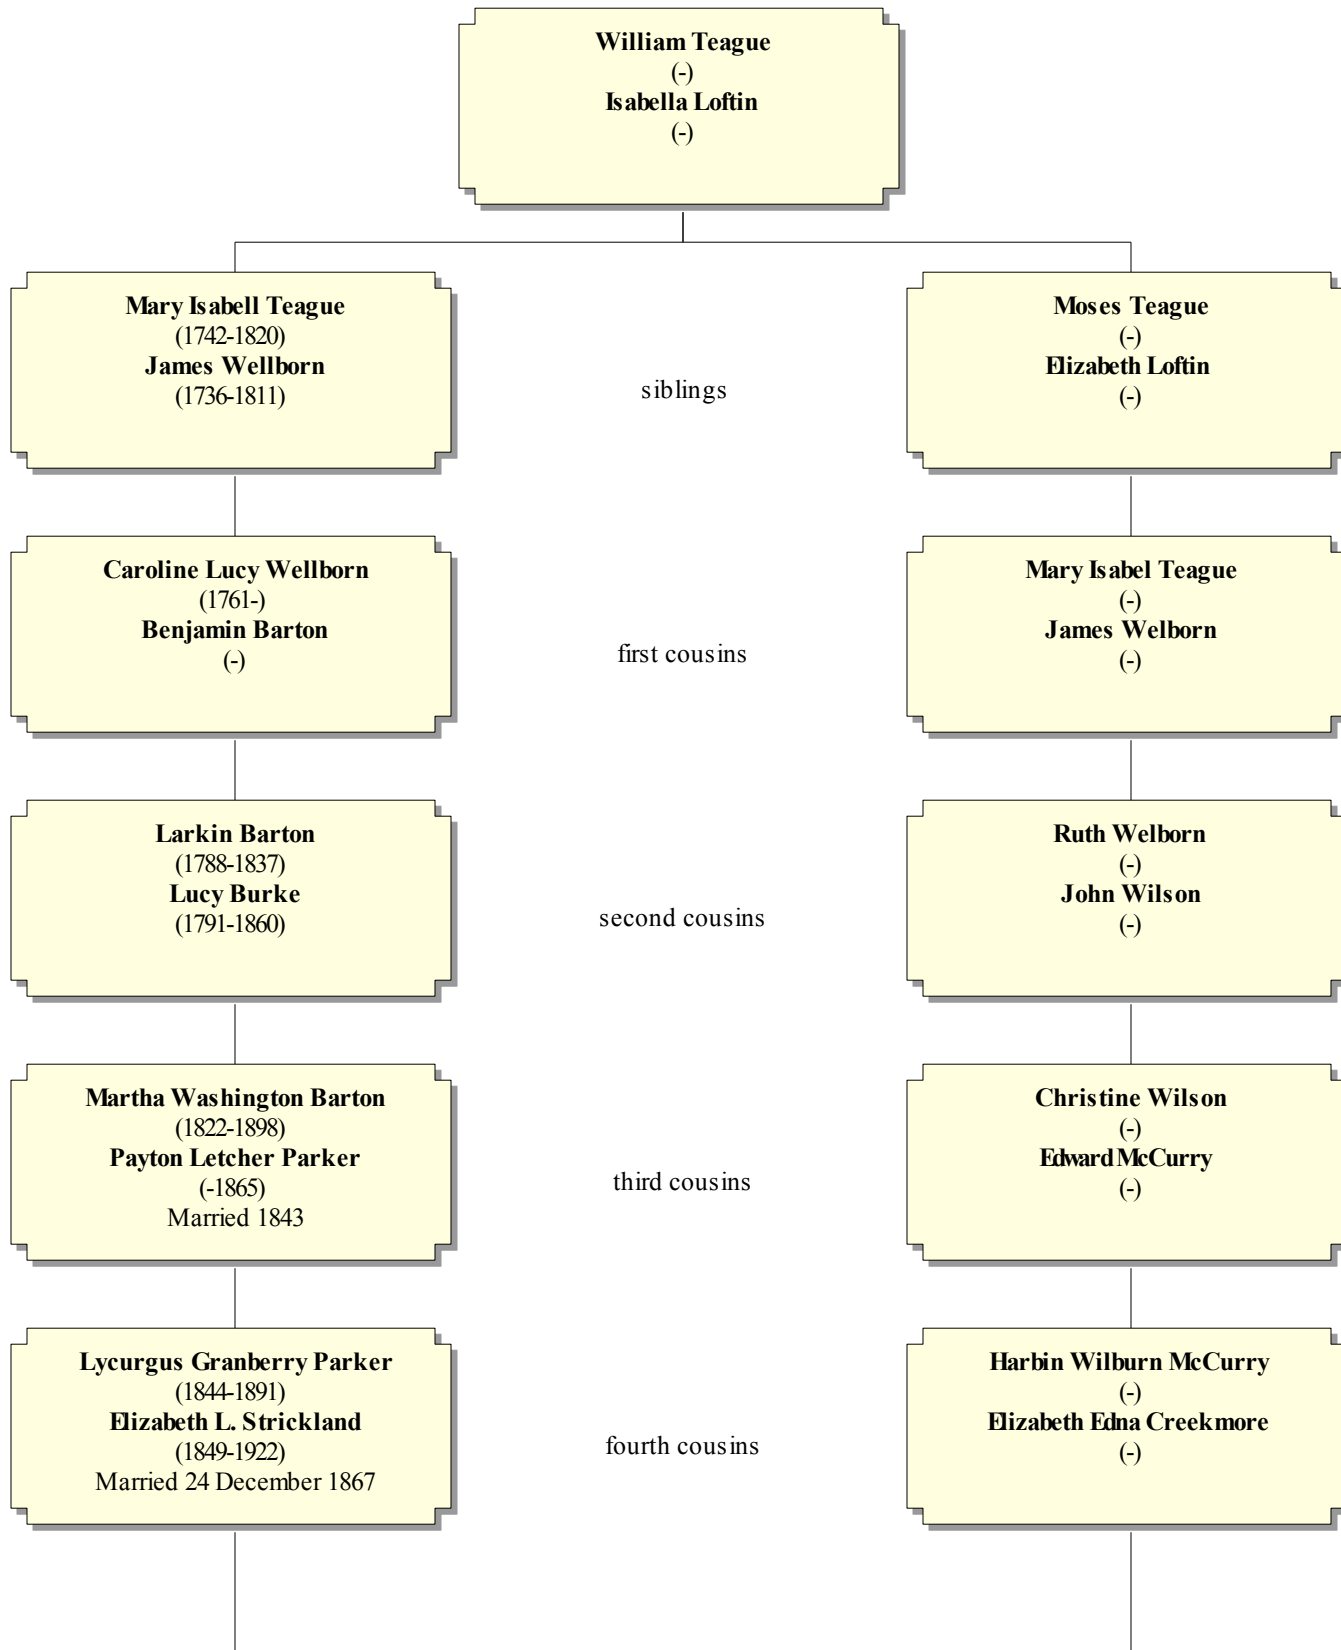 William Teague
(-)
Isabella Loftin
(-)
Mary Isabell Teague
(1742-1820)
James Wellborn
(1736-1811)
siblings
Moses Teague
(-)
Elizabeth Loftin
(-)
Caroline Lucy Wellborn
(1761-)
Benjamin Barton
(-)
first cousins
Mary Isabel Teague
(-)
James Welborn
(-)
Larkin Barton
(1788-1837)
Lucy Burke
(1791-1860)
second cousins
Ruth Welborn
(-)
John Wilson
(-)
Martha Washington Barton
(1822-1898)
Payton Letcher Parker
(-1865)
Married 1843
third cousins
Christine Wilson
(-)
Edward McCurry
(-)
Lycurgus Granberry Parker
(1844-1891)
Elizabeth L. Strickland
(1849-1922)
Married 24 December 1867
fourth cousins
Harbin Wilburn McCurry
(-)
Elizabeth Edna Creekmore
(-)